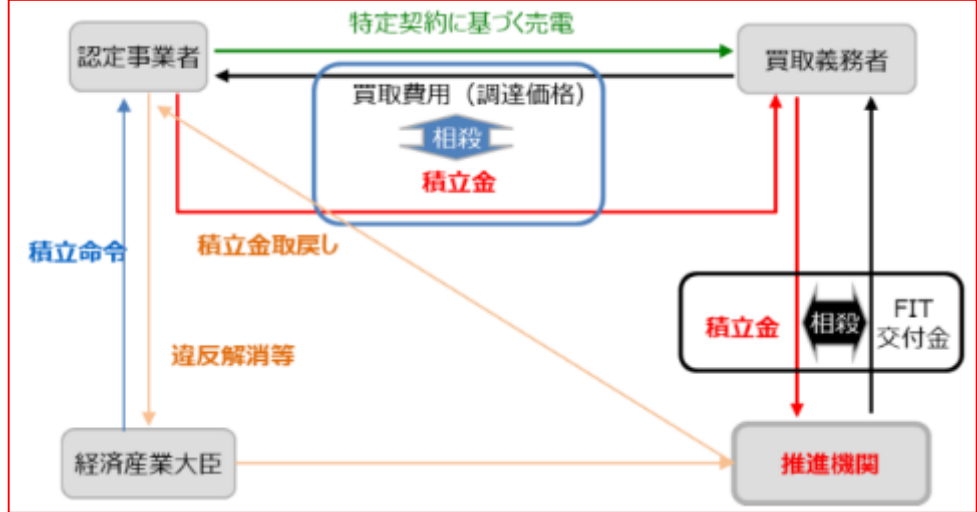 特定契約に基づく売電
認定事業者
買取義務者
買取費用（調達価格）
相殺
積立金
積立命令
積立金取戻し
違反解消等
積立金
相殺
FIT
交付金
経済産業大臣
推進機関